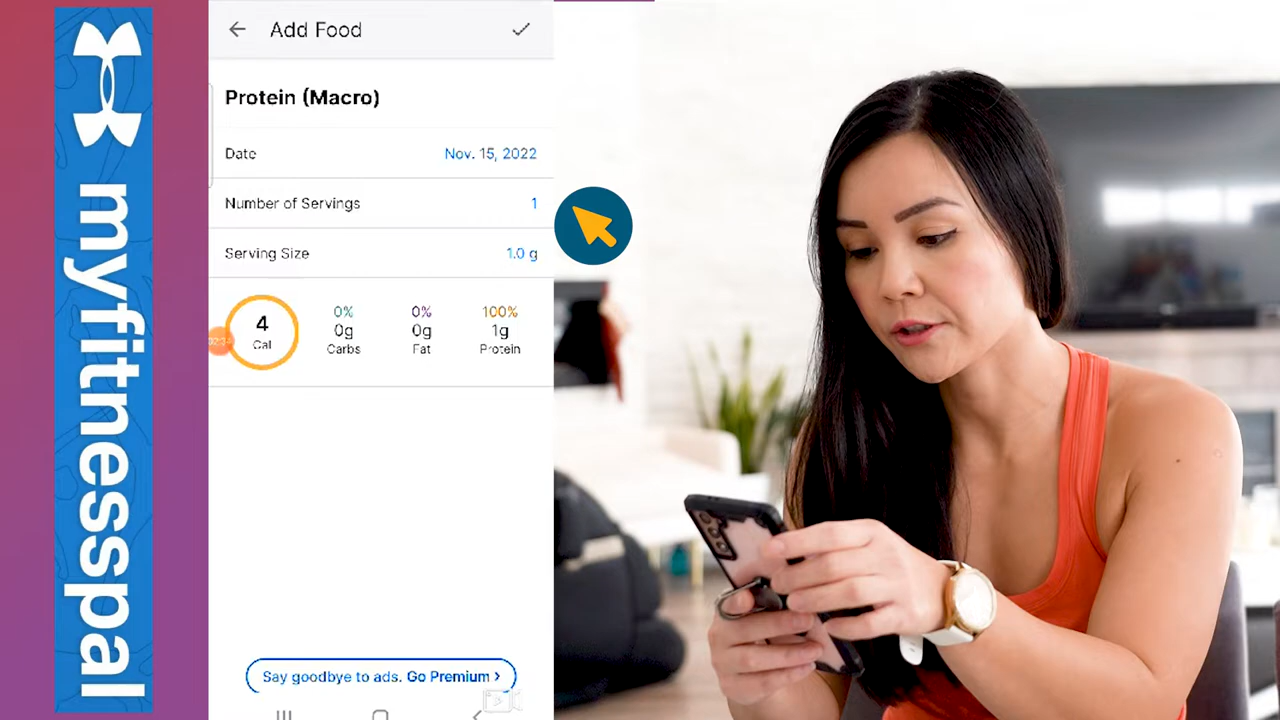 myfitnesspal
Add Food
Protein (Macro)
Date Nov. 15, 2022
Number of Servings 1
Serving Size 1.0 g
4
Cal
0% 0% 100%
0g 0g 1g
Carbs Fat Protein
Say goodbye to ads. Go Premium >